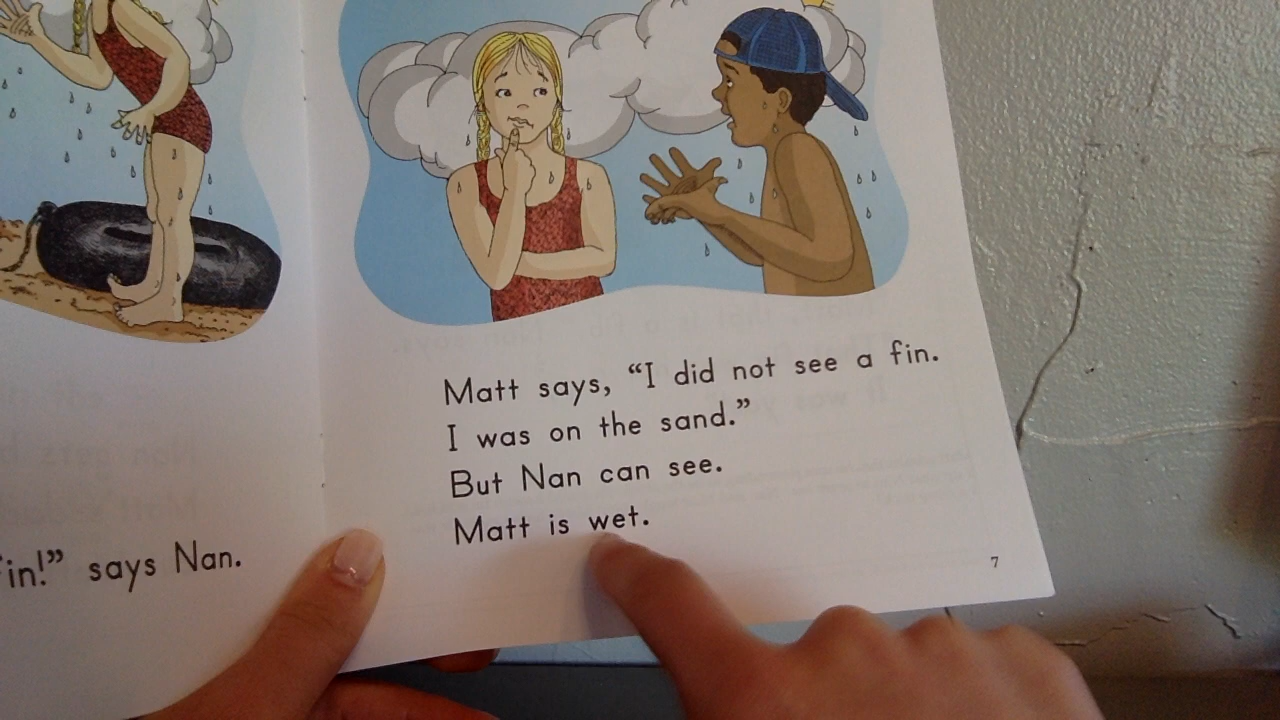 in!” says Nan.
Matt says, “I did not see a fin.
I was on the sand.”
But Nan can see.
Matt is wet.
7